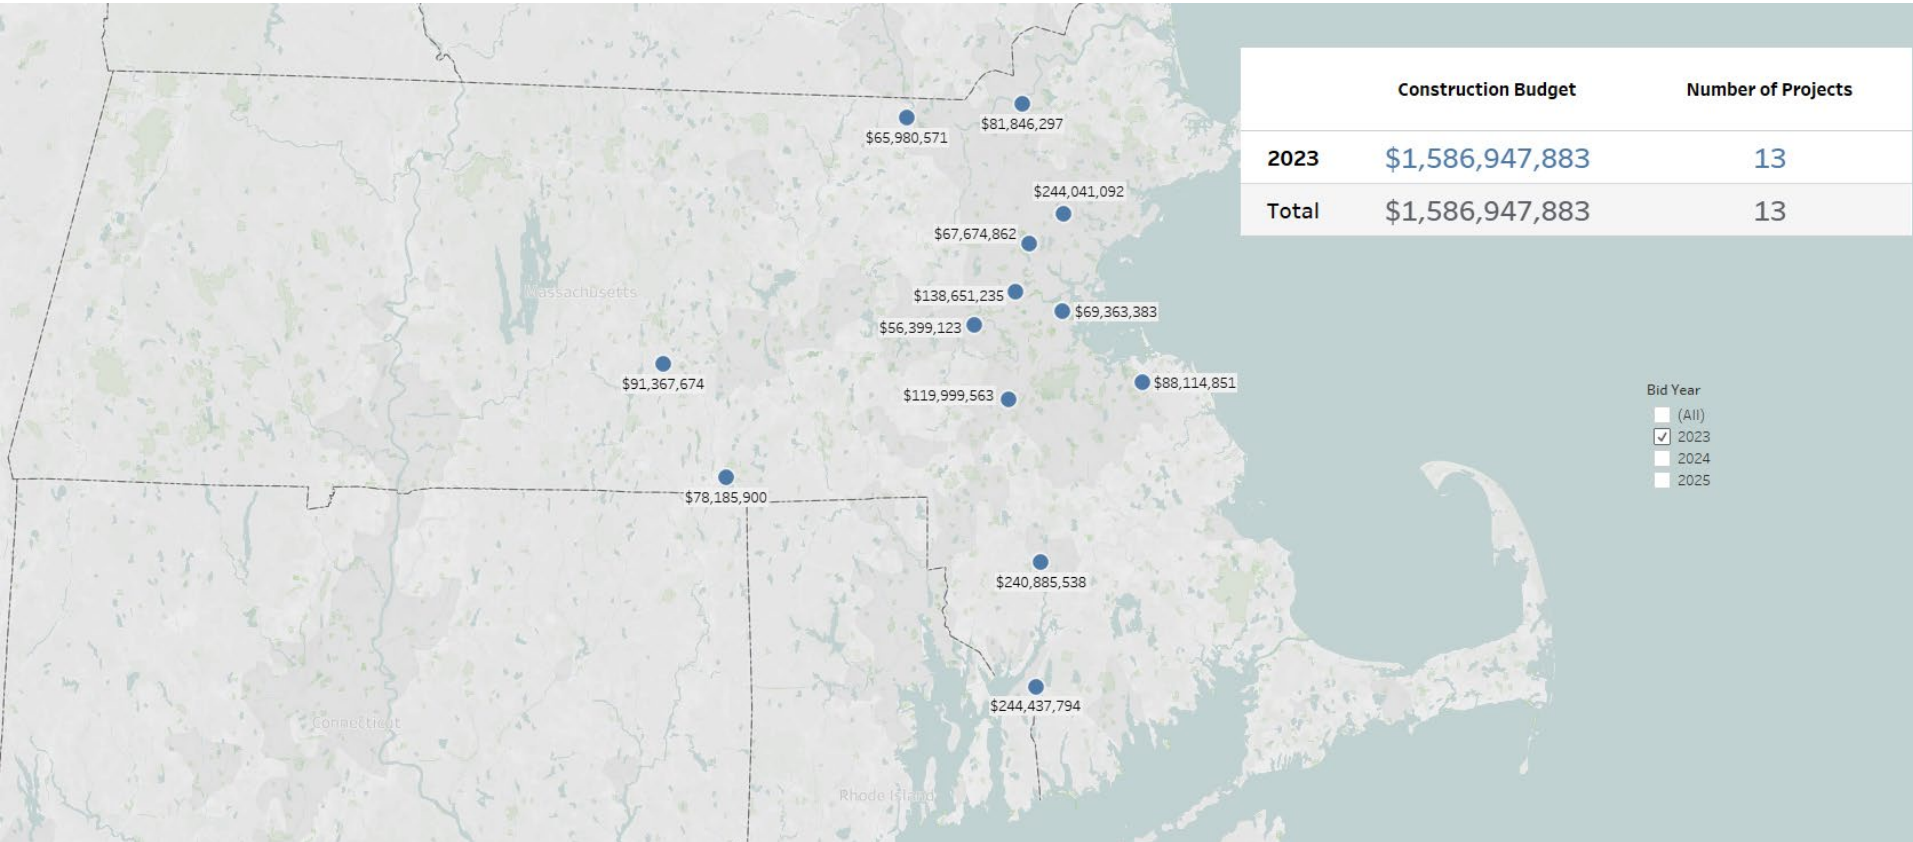 Construction Budget Number of Projects
2023 $1,586,947,883 13
Total $1,586,947,883 13
$65,980,571
$81,846,297
$244,041,092
$67,674,862
Massachusetts
$138,651,235
$69,363,383
$56,399,123
$91,367,674
$119,999,563
$88,114,851
Bid Year
(All)
2023
2024
2025
$78,185,900
$240,885,538
$244,437,794
Connecticut
Rhode Island